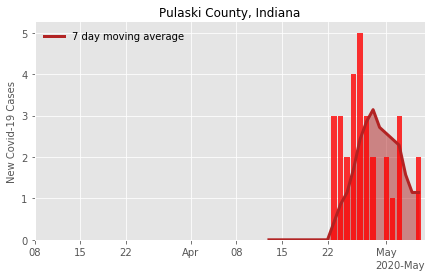 Pulaski County, Indiana
7 day moving average
New Covid-19 Cases
5
4
3
2
1
0
08 15 22 Apr 08 15 22 May
2020-May